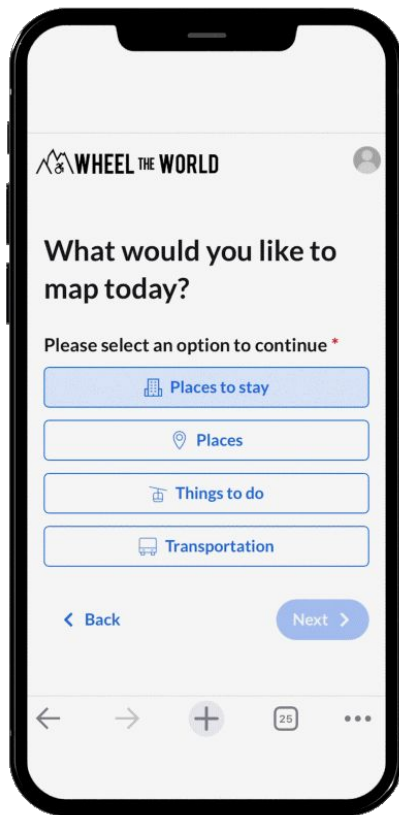 WHEEL THE WORLD
What would you like to
map today?
Please select an option to continue *
Places to stay
Places
Things to do
Transportation
Back
Next
25